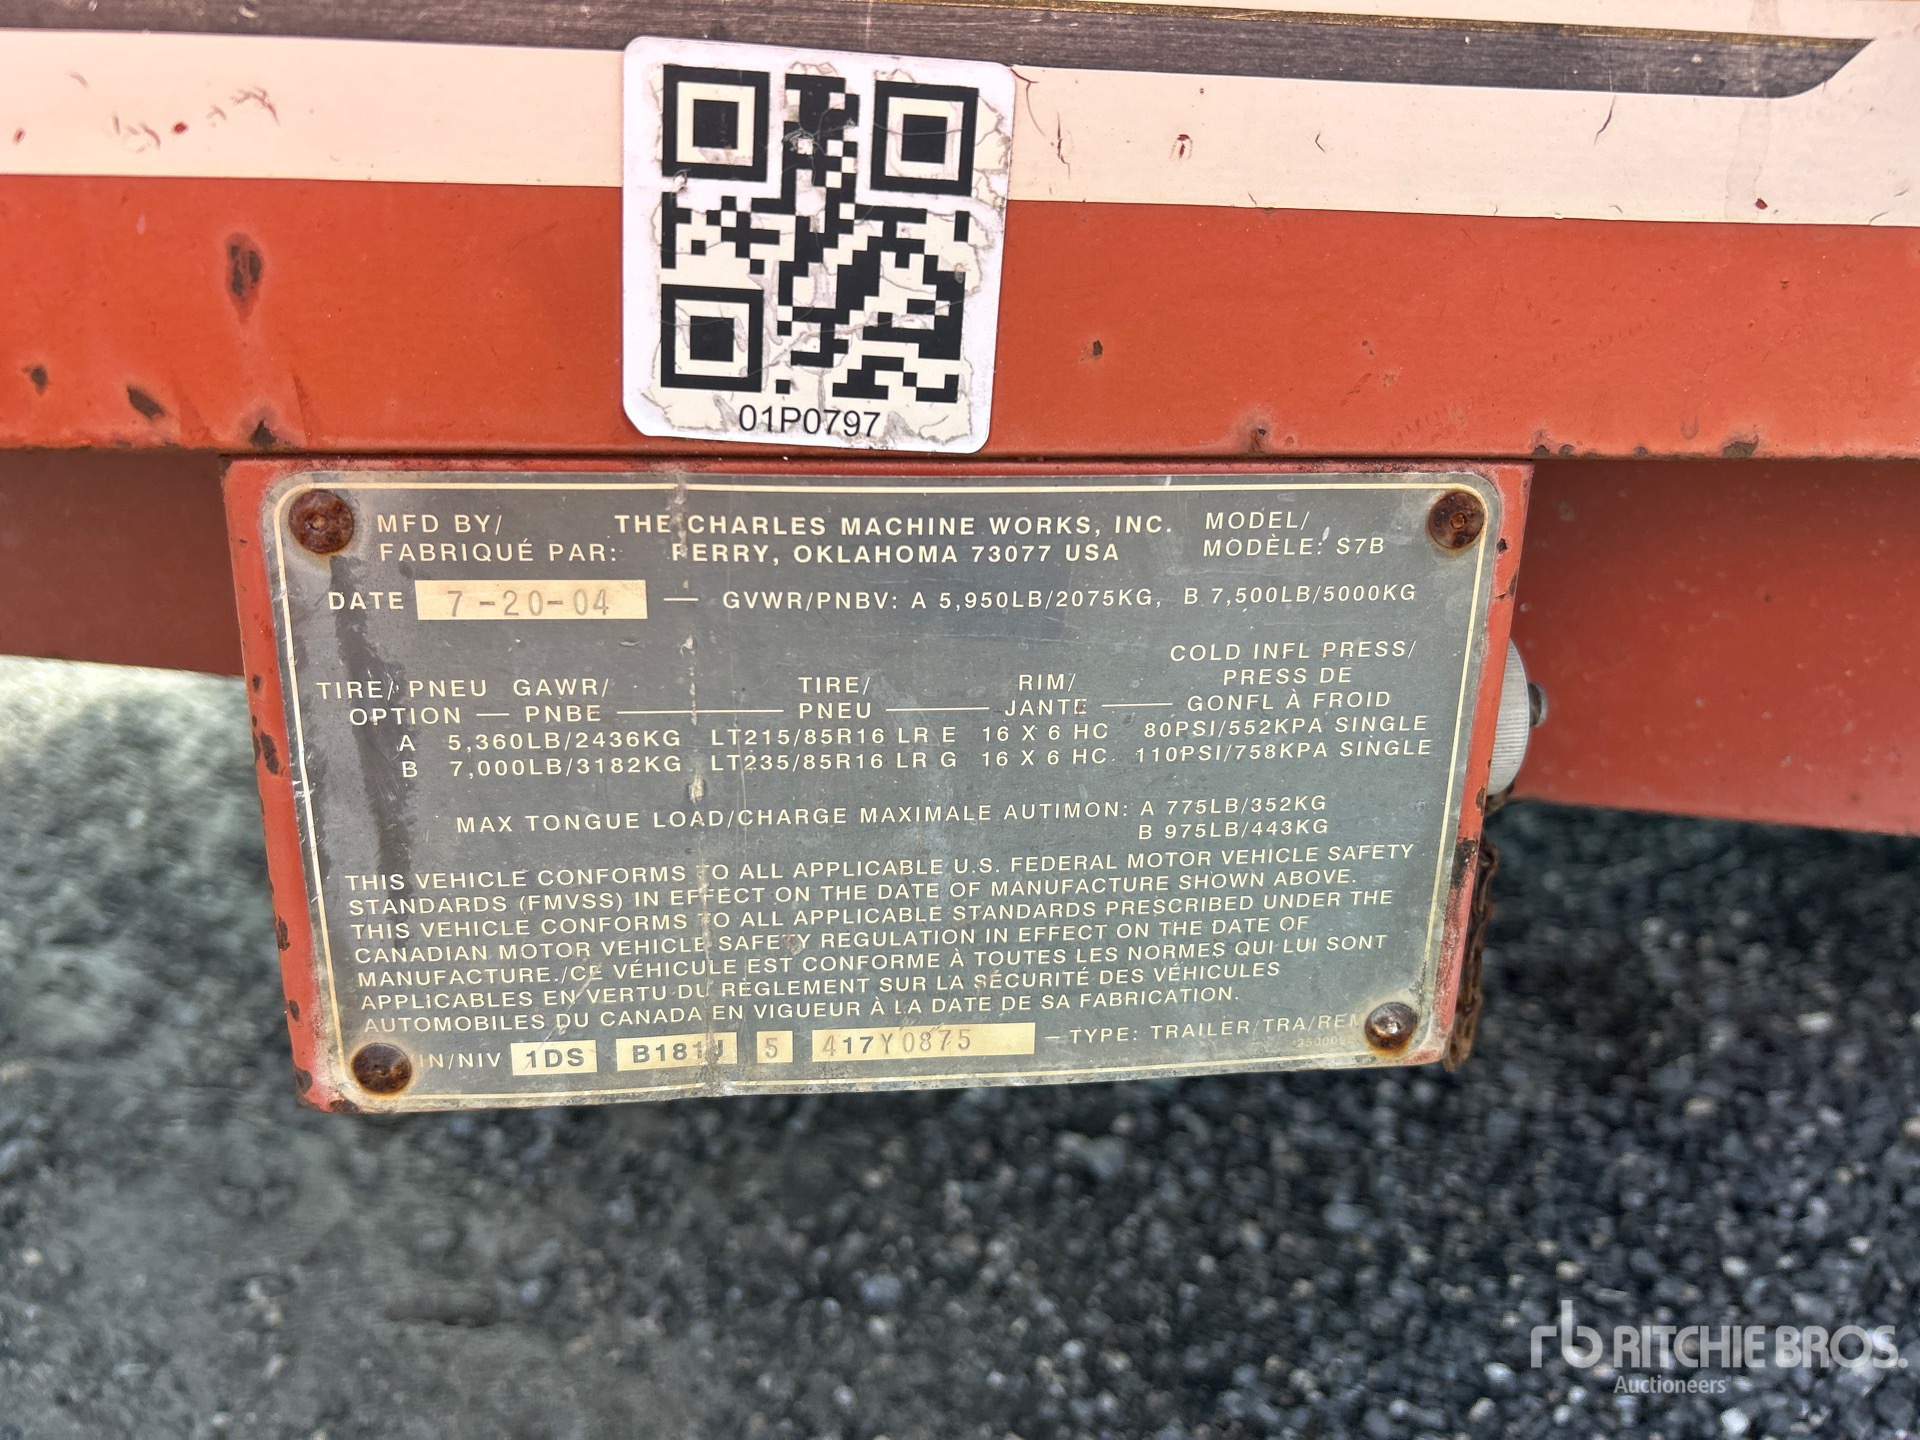 01P0797
MFD BY/ THE CHARLES MACHINE WORKS, INC. MODEL/
FABRIQUÉ PAR: PERRY, OKLAHOMA 73077 USA MODÈLE: S7B
DATE 7-20-04 — GVWR/PNBV: A 5,950LB/2075KG, B 7,500LB/5000KG
COLD INFL PRESS/
TIRE/ PNEU GAWR/ TIRE/ RIM/ PRESS DE
OPTION — PNBE — PNEU — JANTE — GONFL À FROID
A 5,360LB/2436KG LT215/85R16 LR E 16 X 6 HC 80PSI/552KPA SINGLE
B 7,000LB/3182KG LT235/85R16 LR G 16 X 6 HC 110PSI/758KPA SINGLE
MAX TONGUE LOAD/CHARGE MAXIMALE AUTIMON: A 775LB/352KG
B 975LB/443KG
THIS VEHICLE CONFORMS TO ALL APPLICABLE U.S. FEDERAL MOTOR VEHICLE SAFETY
STANDARDS (FMVSS) IN EFFECT ON THE DATE OF MANUFACTURE SHOWN ABOVE.
THIS VEHICLE CONFORMS TO ALL APPLICABLE STANDARDS PRESCRIBED UNDER THE
CANADIAN MOTOR VEHICLE SAFETY REGULATION IN EFFECT ON THE DATE OF
MANUFACTURE./CE VÉHICULE EST CONFORME À TOUTES LES NORMES QUI LUI SONT
APPLICABLES EN VERTU DU RÈGLEMENT SUR LA SÉCURITÉ DES VÉHICULES
AUTOMOBILES DU CANADA EN VIGUEUR À LA DATE DE SA FABRICATION.
IN/NIV 1DS B181J 5 417Y0875 — TYPE: TRAILER/TRA/REM
RITCHIE BROS.
Auctioneers